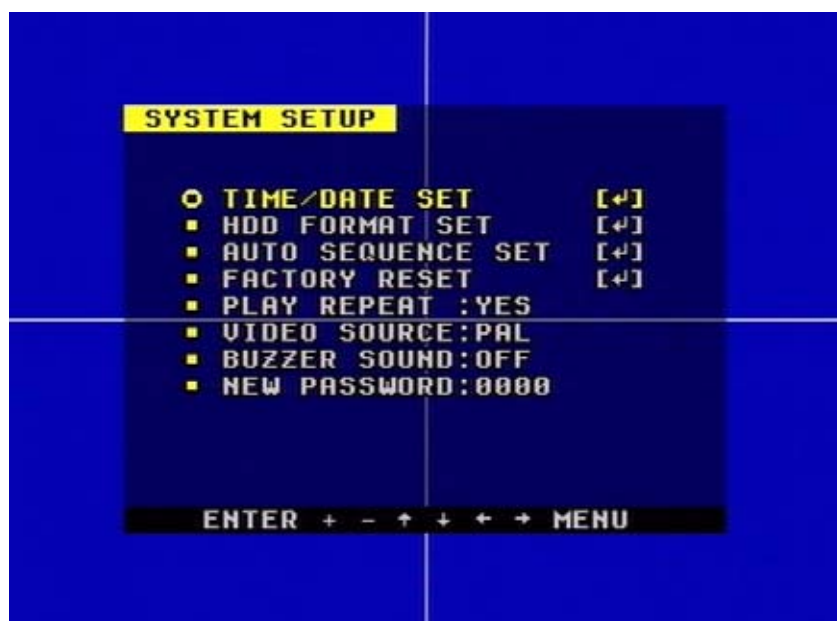 SYSTEM SETUP
TIME/DATE SET [↵]
HDD FORMAT SET [↵]
AUTO SEQUENCE SET [↵]
FACTORY RESET [↵]
PLAY REPEAT :YES
VIDEO SOURCE:PAL
BUZZER SOUND:OFF
NEW PASSWORD:0000
ENTER + - ↑ ↓ ← → MENU